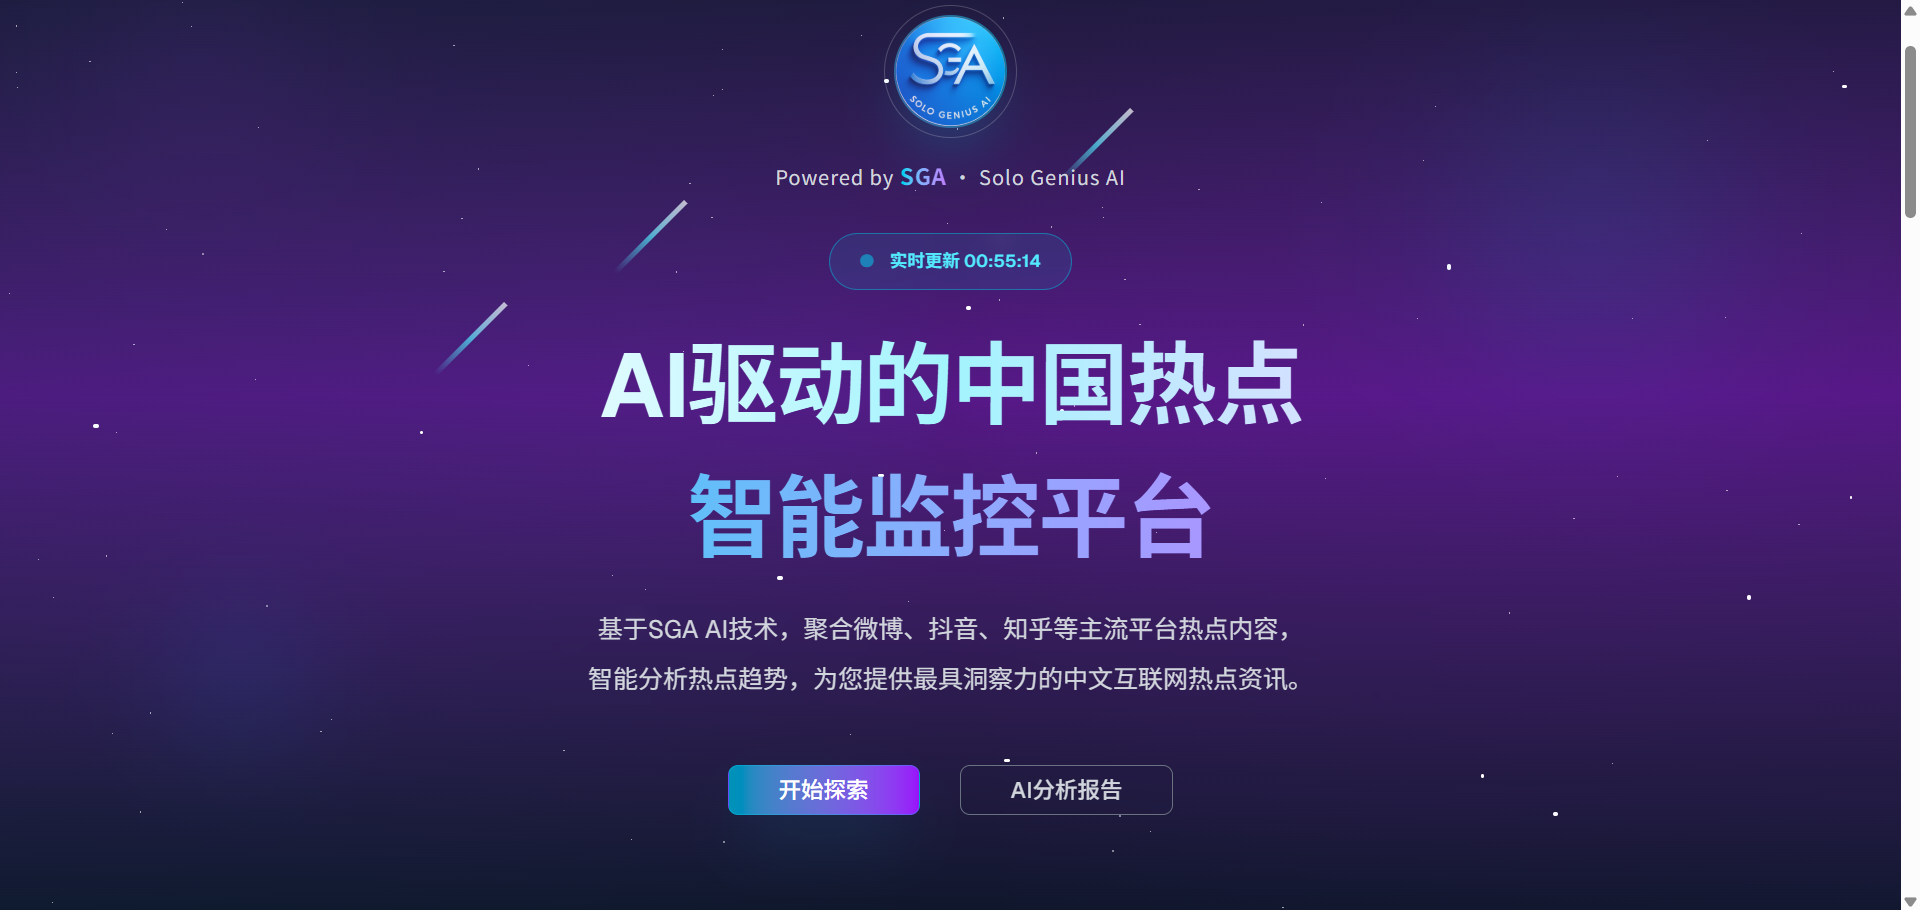 SGA
SOLO GENIUS AI
Powered by SGA • Solo Genius AI
实时更新 00:55:14
AI驱动的中国热点
智能监控平台
基于SGA AI技术，聚合微博、抖音、知乎等主流平台热点内容，
智能分析热点趋势，为您提供最具洞察力的中文互联网热点资讯。
开始探索
AI分析报告